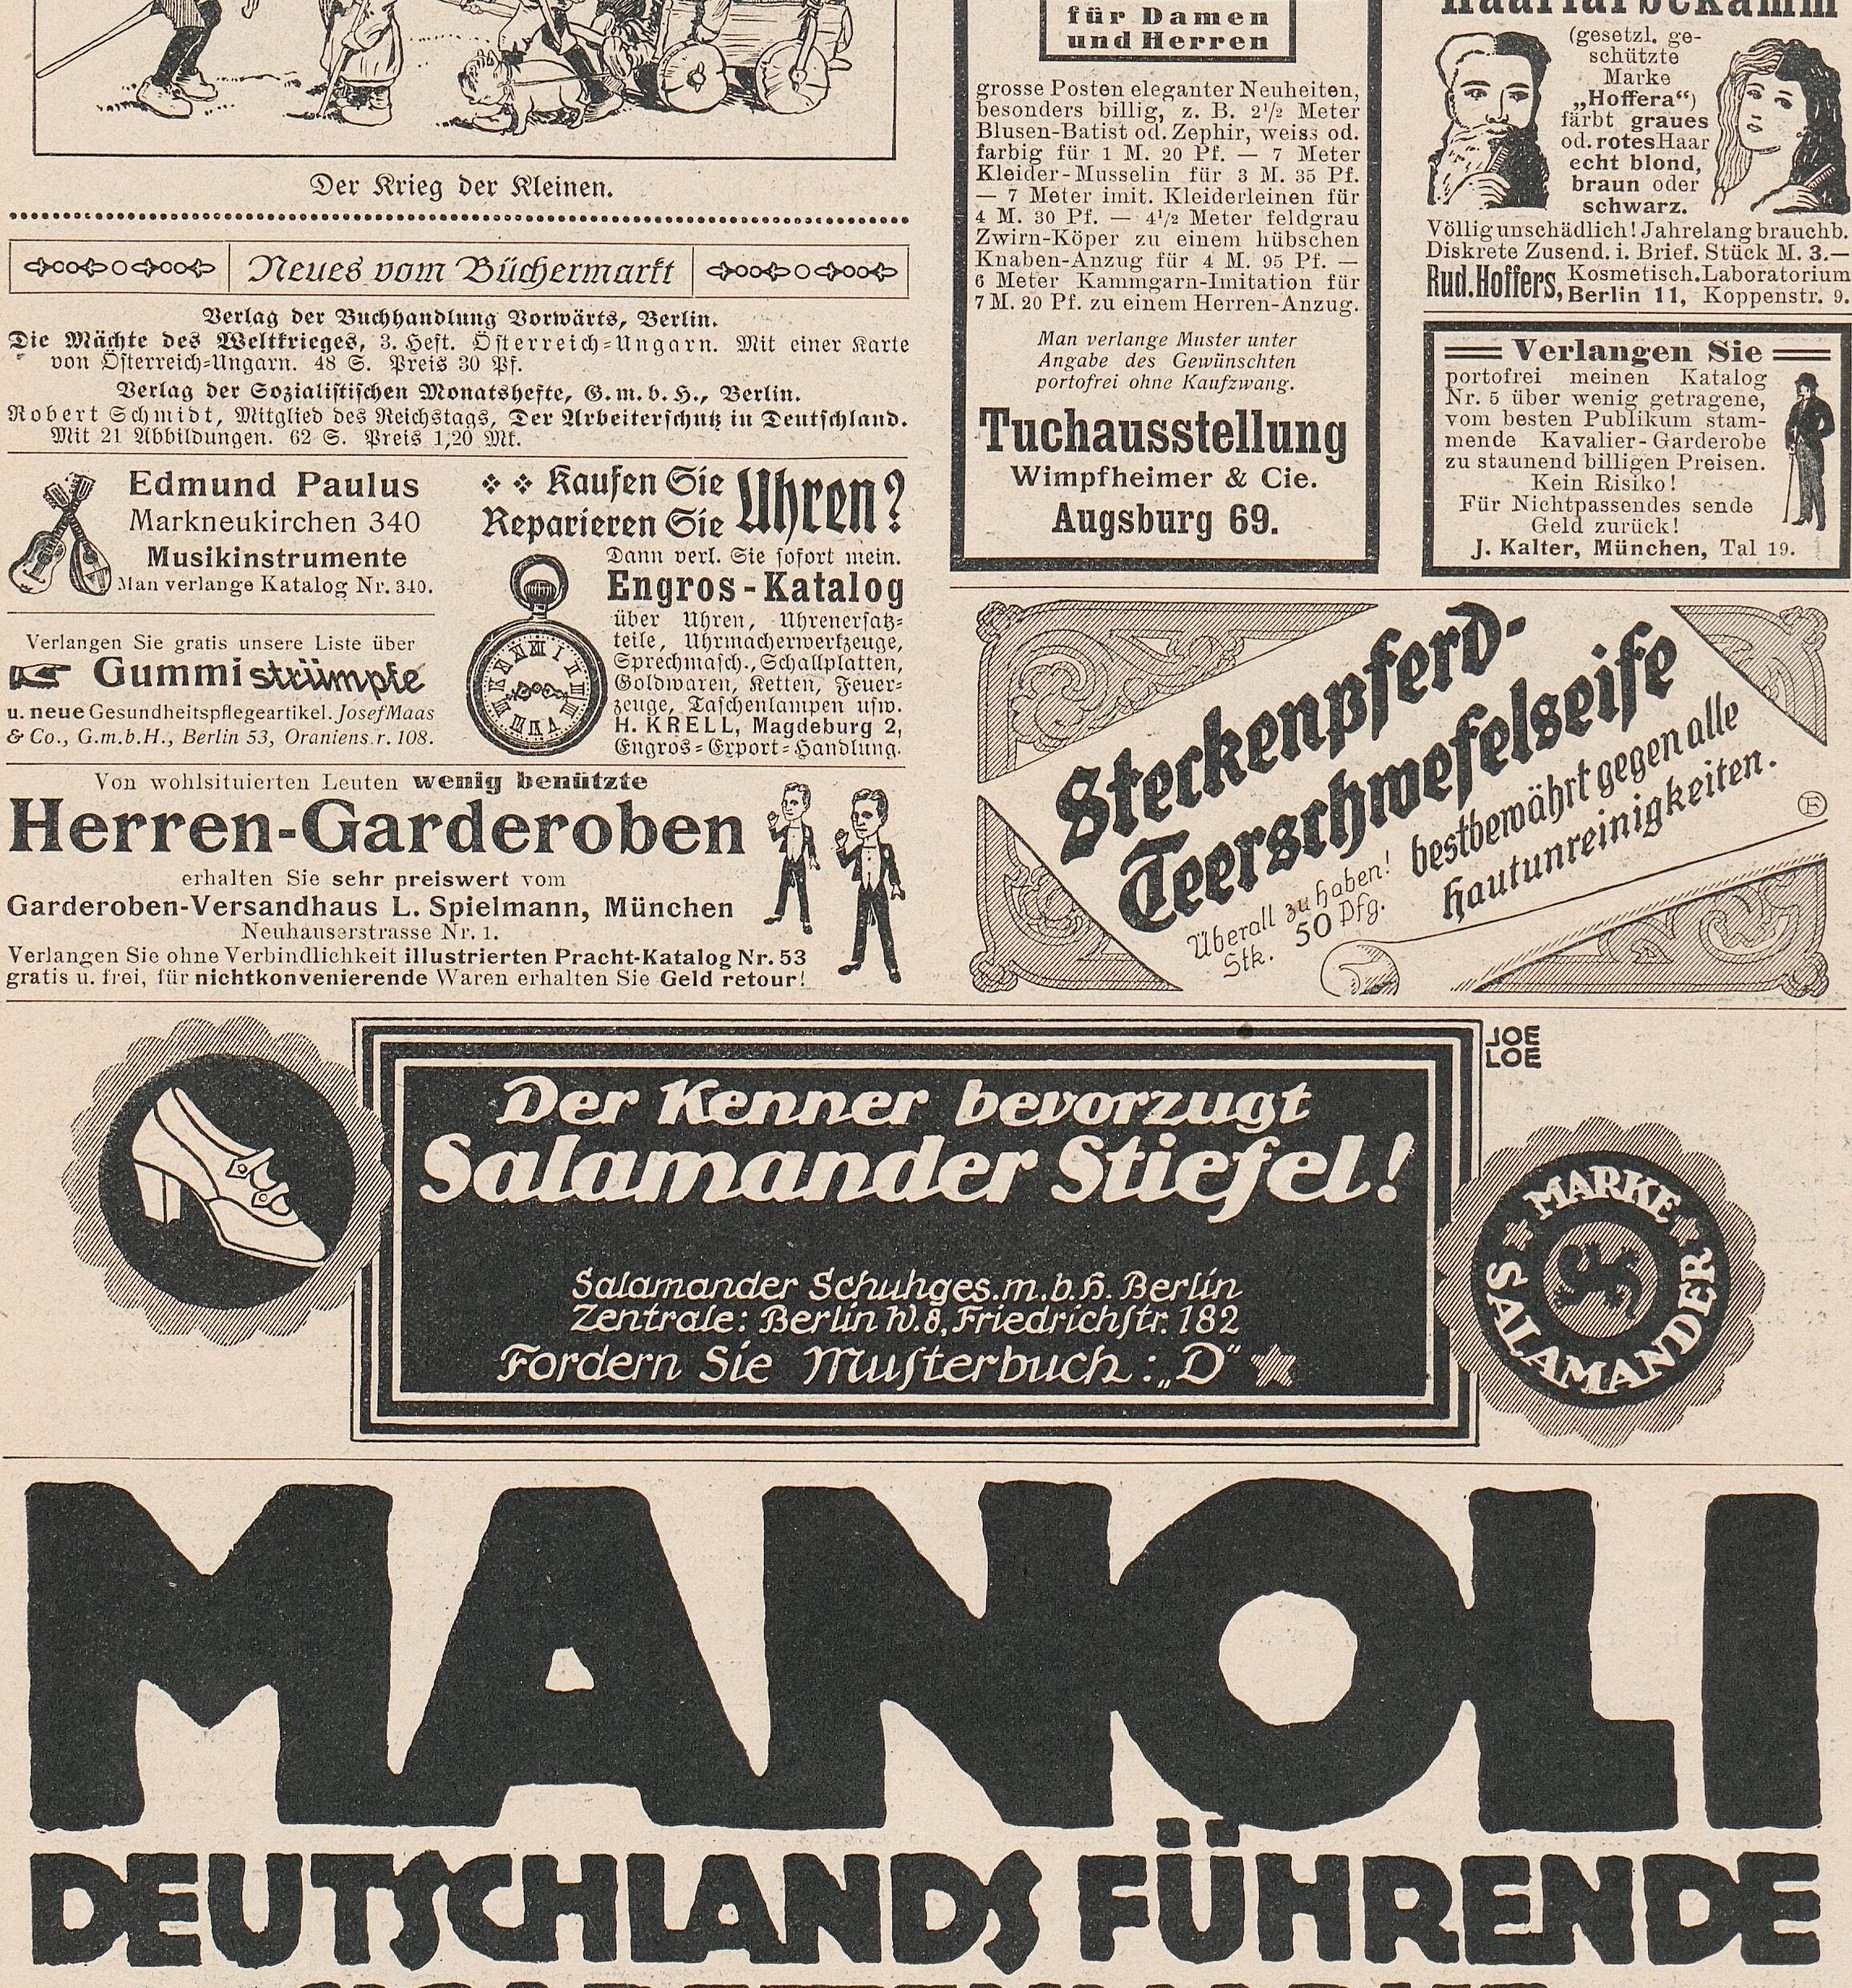 Der Krieg der Kleinen.
Neues vom Büchermarkt
Verlag der Buchhandlung Vorwärts, Berlin.
Die Mächte des Weltkrieges, 3. Heft. Österreich-Ungarn. Mit einer Karte
von Österreich-Ungarn. 48 S. Preis 30 Pf.
Verlag der Sozialistischen Monatshefte, G. m. b. H., Berlin.
Robert Schmidt, Mitglied des Reichstags, Der Arbeiterschutz in Deutschland.
Mit 21 Abbildungen. 62 S. Preis 1,20 Mk.
Edmund Paulus
Markneukirchen 340
Musikinstrumente
Man verlange Katalog Nr. 340.
Verlangen Sie gratis unsere Liste über
Gummistrümpfe
u. neue Gesundheitspflegeartikel. Josef Maas
& Co., G.m.b.H., Berlin 53, Oraniens r. 108.
Kaufen Sie
Reparieren Sie
Uhren?
Dann verl. Sie sofort mein.
Engros-Katalog
über Uhren, Uhrenersatz-
teile, Uhrmacherwerkzeuge,
Sprechmasch., Schallplatten,
Goldwaren, Ketten, Feuer-
zeuge, Taschenlampen usw.
H. KRELL, Magdeburg 2,
Engros-Export-Handlung.
Von wohlsituierten Leuten wenig benützte
Herren-Garderoben
erhalten Sie sehr preiswert vom
Garderoben-Versandhaus L. Spielmann, München
Neuhauserstrasse Nr. 1.
Verlangen Sie ohne Verbindlichkeit illustrierten Pracht-Katalog Nr. 53
gratis u. frei, für nichtkonvenierende Waren erhalten Sie Geld retour!
für Damen
und Herren
grosse Posten eleganter Neuheiten,
besonders billig, z. B. 2½ Meter
Blusen-Batist od. Zephir, weiss od.
farbig für 1 M. 20 Pf. — 7 Meter
Kleider-Musselin für 3 M. 35 Pf.
— 7 Meter imit. Kleiderleinen für
4 M. 30 Pf. — 4½ Meter feldgrau
Zwirn-Köper zu einem hübschen
Knaben-Anzug für 4 M. 95 Pf. —
6 Meter Kammgarn-Imitation für
7 M. 20 Pf. zu einem Herren-Anzug.
Man verlange Muster unter
Angabe des Gewünschten
portofrei ohne Kaufzwang.
Tuchausstellung
Wimpfheimer & Cie.
Augsburg 69.
Haarfärbekamm
(gesetzl. ge-
schützte
Marke
„Hoffera“)
färbt graues
od. rotes Haar
echt blond,
braun oder
schwarz.
Völlig unschädlich! Jahrelang brauchb.
Diskrete Zusend. i. Brief. Stück M. 3.—
Rud. Hoffers, Kosmetisch. Laboratorium
Berlin 11, Koppenstr. 9.
Verlangen Sie
portofrei meinen Katalog
Nr. 5 über wenig getragene,
vom besten Publikum stam-
mende Kavalier-Garderobe
zu staunend billigen Preisen.
Kein Risiko!
Für Nichtpassendes sende
Geld zurück!
J. Kalter, München, Tal 19.
Steckenpferd-
Teerschwefelseife
bestbewährt gegen alle
Hautunreinigkeiten.
Überall zu haben!
Stk. 50 Pfg.
F
JOE
LOE
Der Kenner bevorzugt
Salamander Stiefel!
Salamander Schuhges.m.b.H. Berlin
Zentrale: Berlin W.8, Friedrichstr. 182
Fordern Sie Musterbuch: „D“
MARKE
SALAMANDER
MANOLI
DEUTSCHLANDS FÜHRENDE